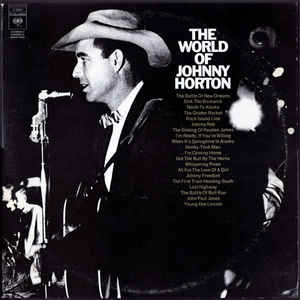 THE
WORLD
OF
JOHNNY
HORTON
The Battle Of New Orleans
Sink The Bismarck
North To Alaska
The Golden Rocket
Rock Island Line
Johnny Reb
The Sinking Of Reuben James
I'm Ready, If You're Willing
When It's Springtime In Alaska
Honky-Tonk Man
I'm Coming Home
Got The Bull By The Horns
Whispering Pines
All For The Love Of A Girl
Johnny Freedom
The First Train Heading South
Lost Highway
The Battle Of Bull Run
John Paul Jones
Young Abe Lincoln